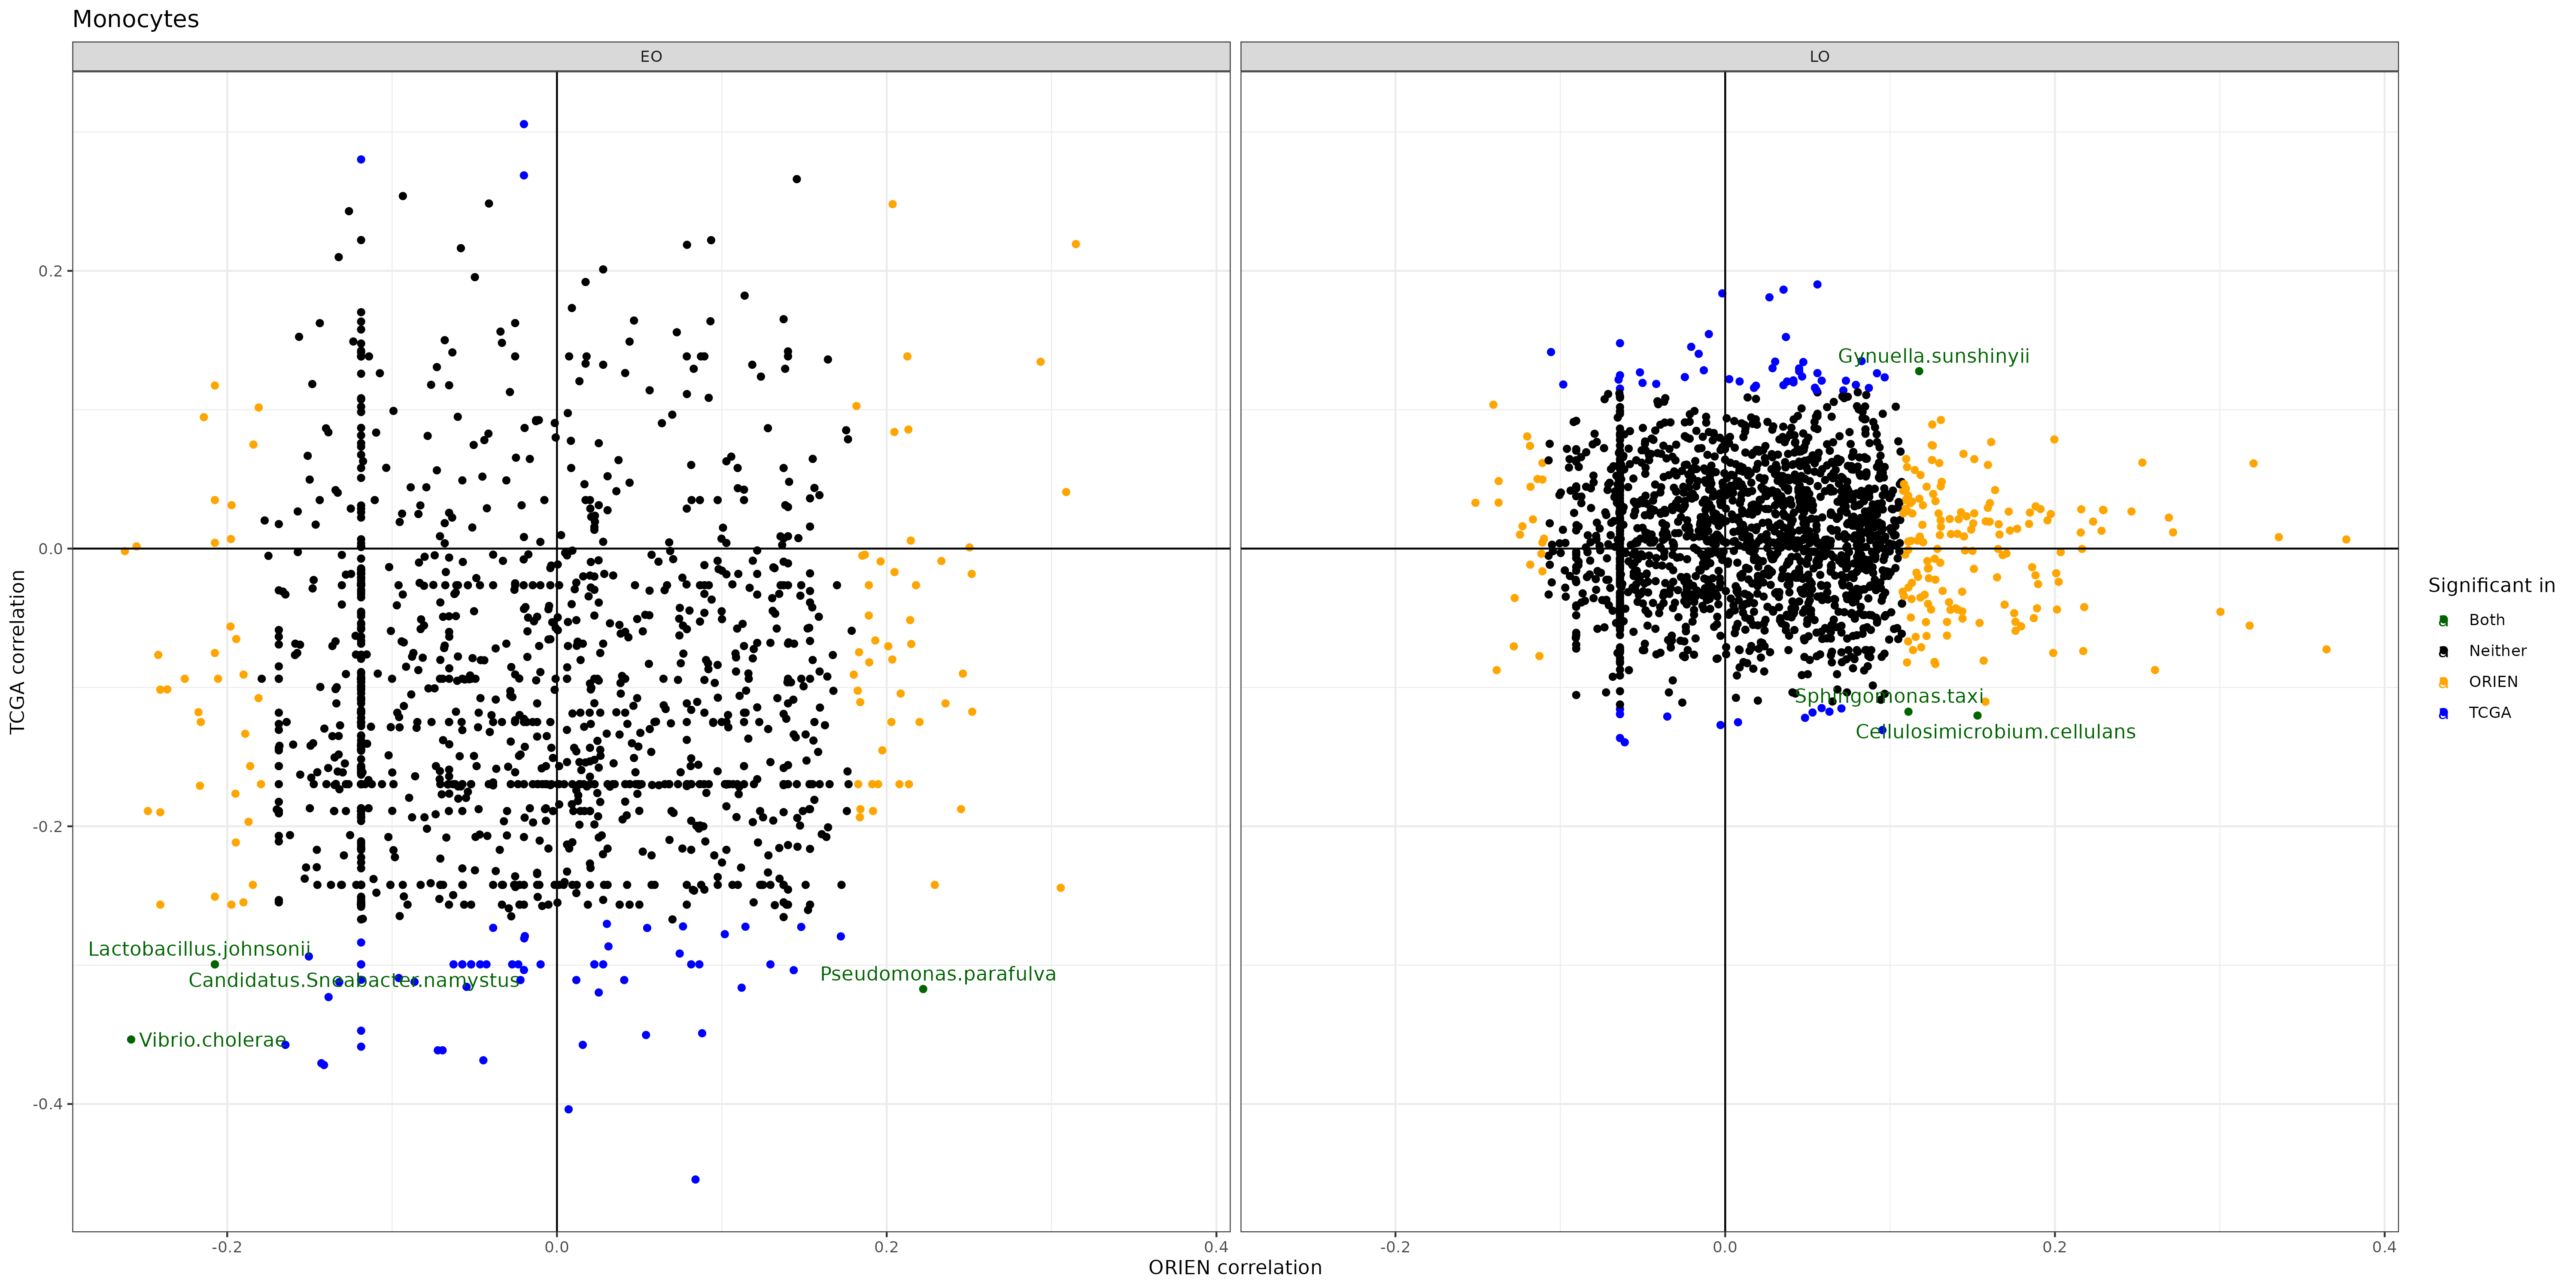 Monocytes
EO
LO
TCGA correlation
0.2
0.0
-0.2
-0.4
Gynuella.sunshinyii
Sphingomonas.taxi
Cellulosimicrobium.cellulans
Lactobacillus.johnsonii
Candidatus.Sneabacter.namystus
Pseudomonas.parafulva
Vibrio.cholerae
-0.2
0.0
0.2
0.4
-0.2
0.0
0.2
0.4
ORIEN correlation
Significant in
a Both
a Neither
a ORIEN
a TCGA